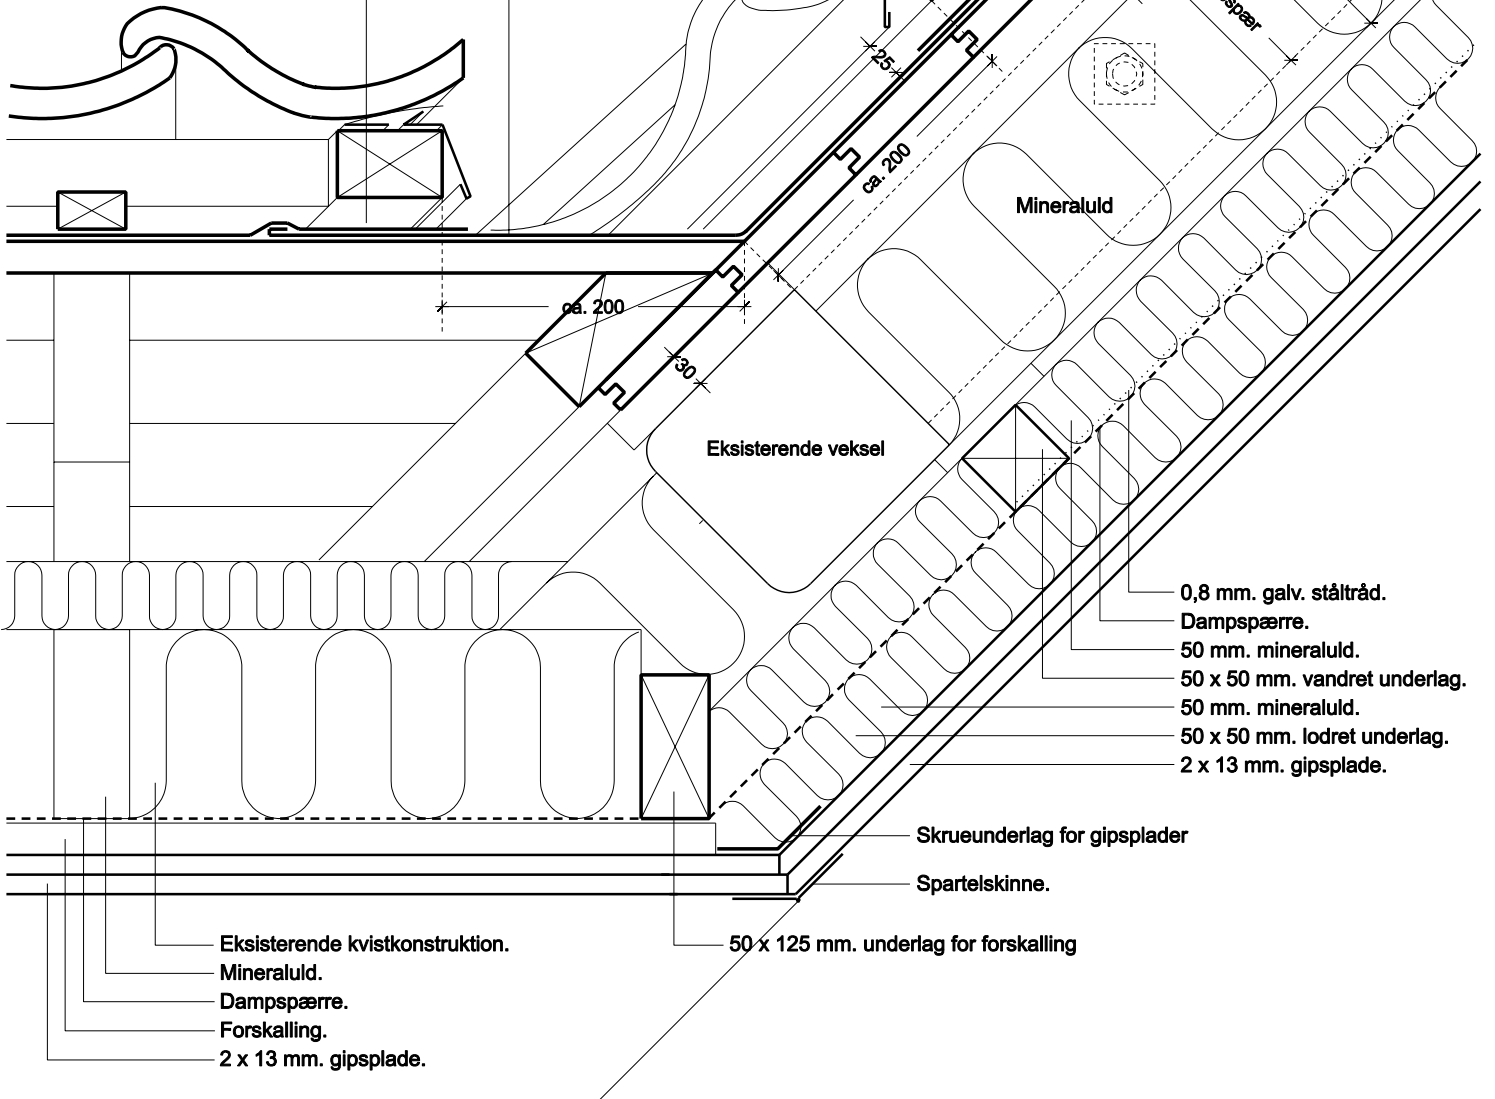 spær
25
ca. 200
Mineraluld
ca. 200
30
Eksisterende veksel
0,8 mm. galv. ståltråd.
Dampspærre.
50 mm. mineraluld.
50 x 50 mm. vandret underlag.
50 mm. mineraluld.
50 x 50 mm. lodret underlag.
2 x 13 mm. gipsplade.
Skrueunderlag for gipsplader
Spartelskinne.
Eksisterende kvistkonstruktion.
50 x 125 mm. underlag for forskalling
Mineraluld.
Dampspærre.
Forskalling.
2 x 13 mm. gipsplade.